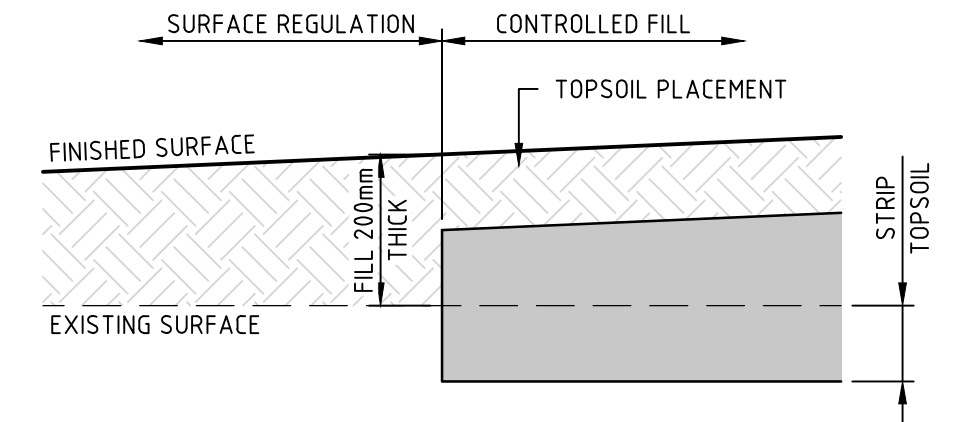 SURFACE REGULATION
CONTROLLED FILL
TOPSOIL PLACEMENT
FINISHED SURFACE
FILL 200mm
THICK
STRIP
TOPSOIL
EXISTING SURFACE